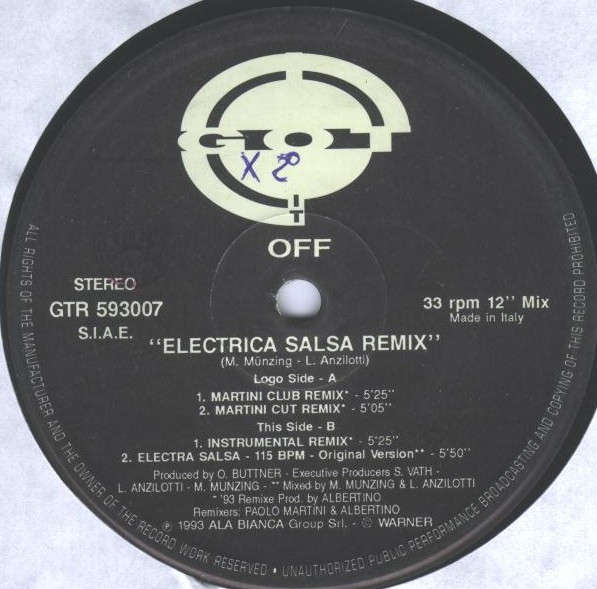 GOT
IT
X 2°
OFF
STEREO
GTR 593007
S.I.A.E.
33 rpm 12'' Mix
Made in Italy
"ELECTRICA SALSA REMIX"
(M. Münzing - L. Anzilotti)
Logo Side - A
1. MARTINI CLUB REMIX* - 5'25"
2. MARTINI CUT REMIX* - 5'05"
This Side - B
1. INSTRUMENTAL REMIX* - 5'25"
2. ELECTRA SALSA - 115 BPM - Original Version** - 5'50"
Produced by O. BUTTNER - Executive Producers S. VATH -
L. ANZILOTTI - M. MUNZING - ** Mixed by M. MUNZING & L. ANZILOTTI
* '93 Remixe Prod. by ALBERTINO
Remixers: PAOLO MARTINI & ALBERTINO
℗ 1993 ALA BIANCA Group Srl. - © WARNER
ALL RIGHTS OF THE MANUFACTURER AND THE OWNER OF THE RECORD WORK RESERVED • UNAUTHORIZED PUBLIC PERFORMANCE BROADCASTING AND COPYING OF THIS RECORD PROHIBITED